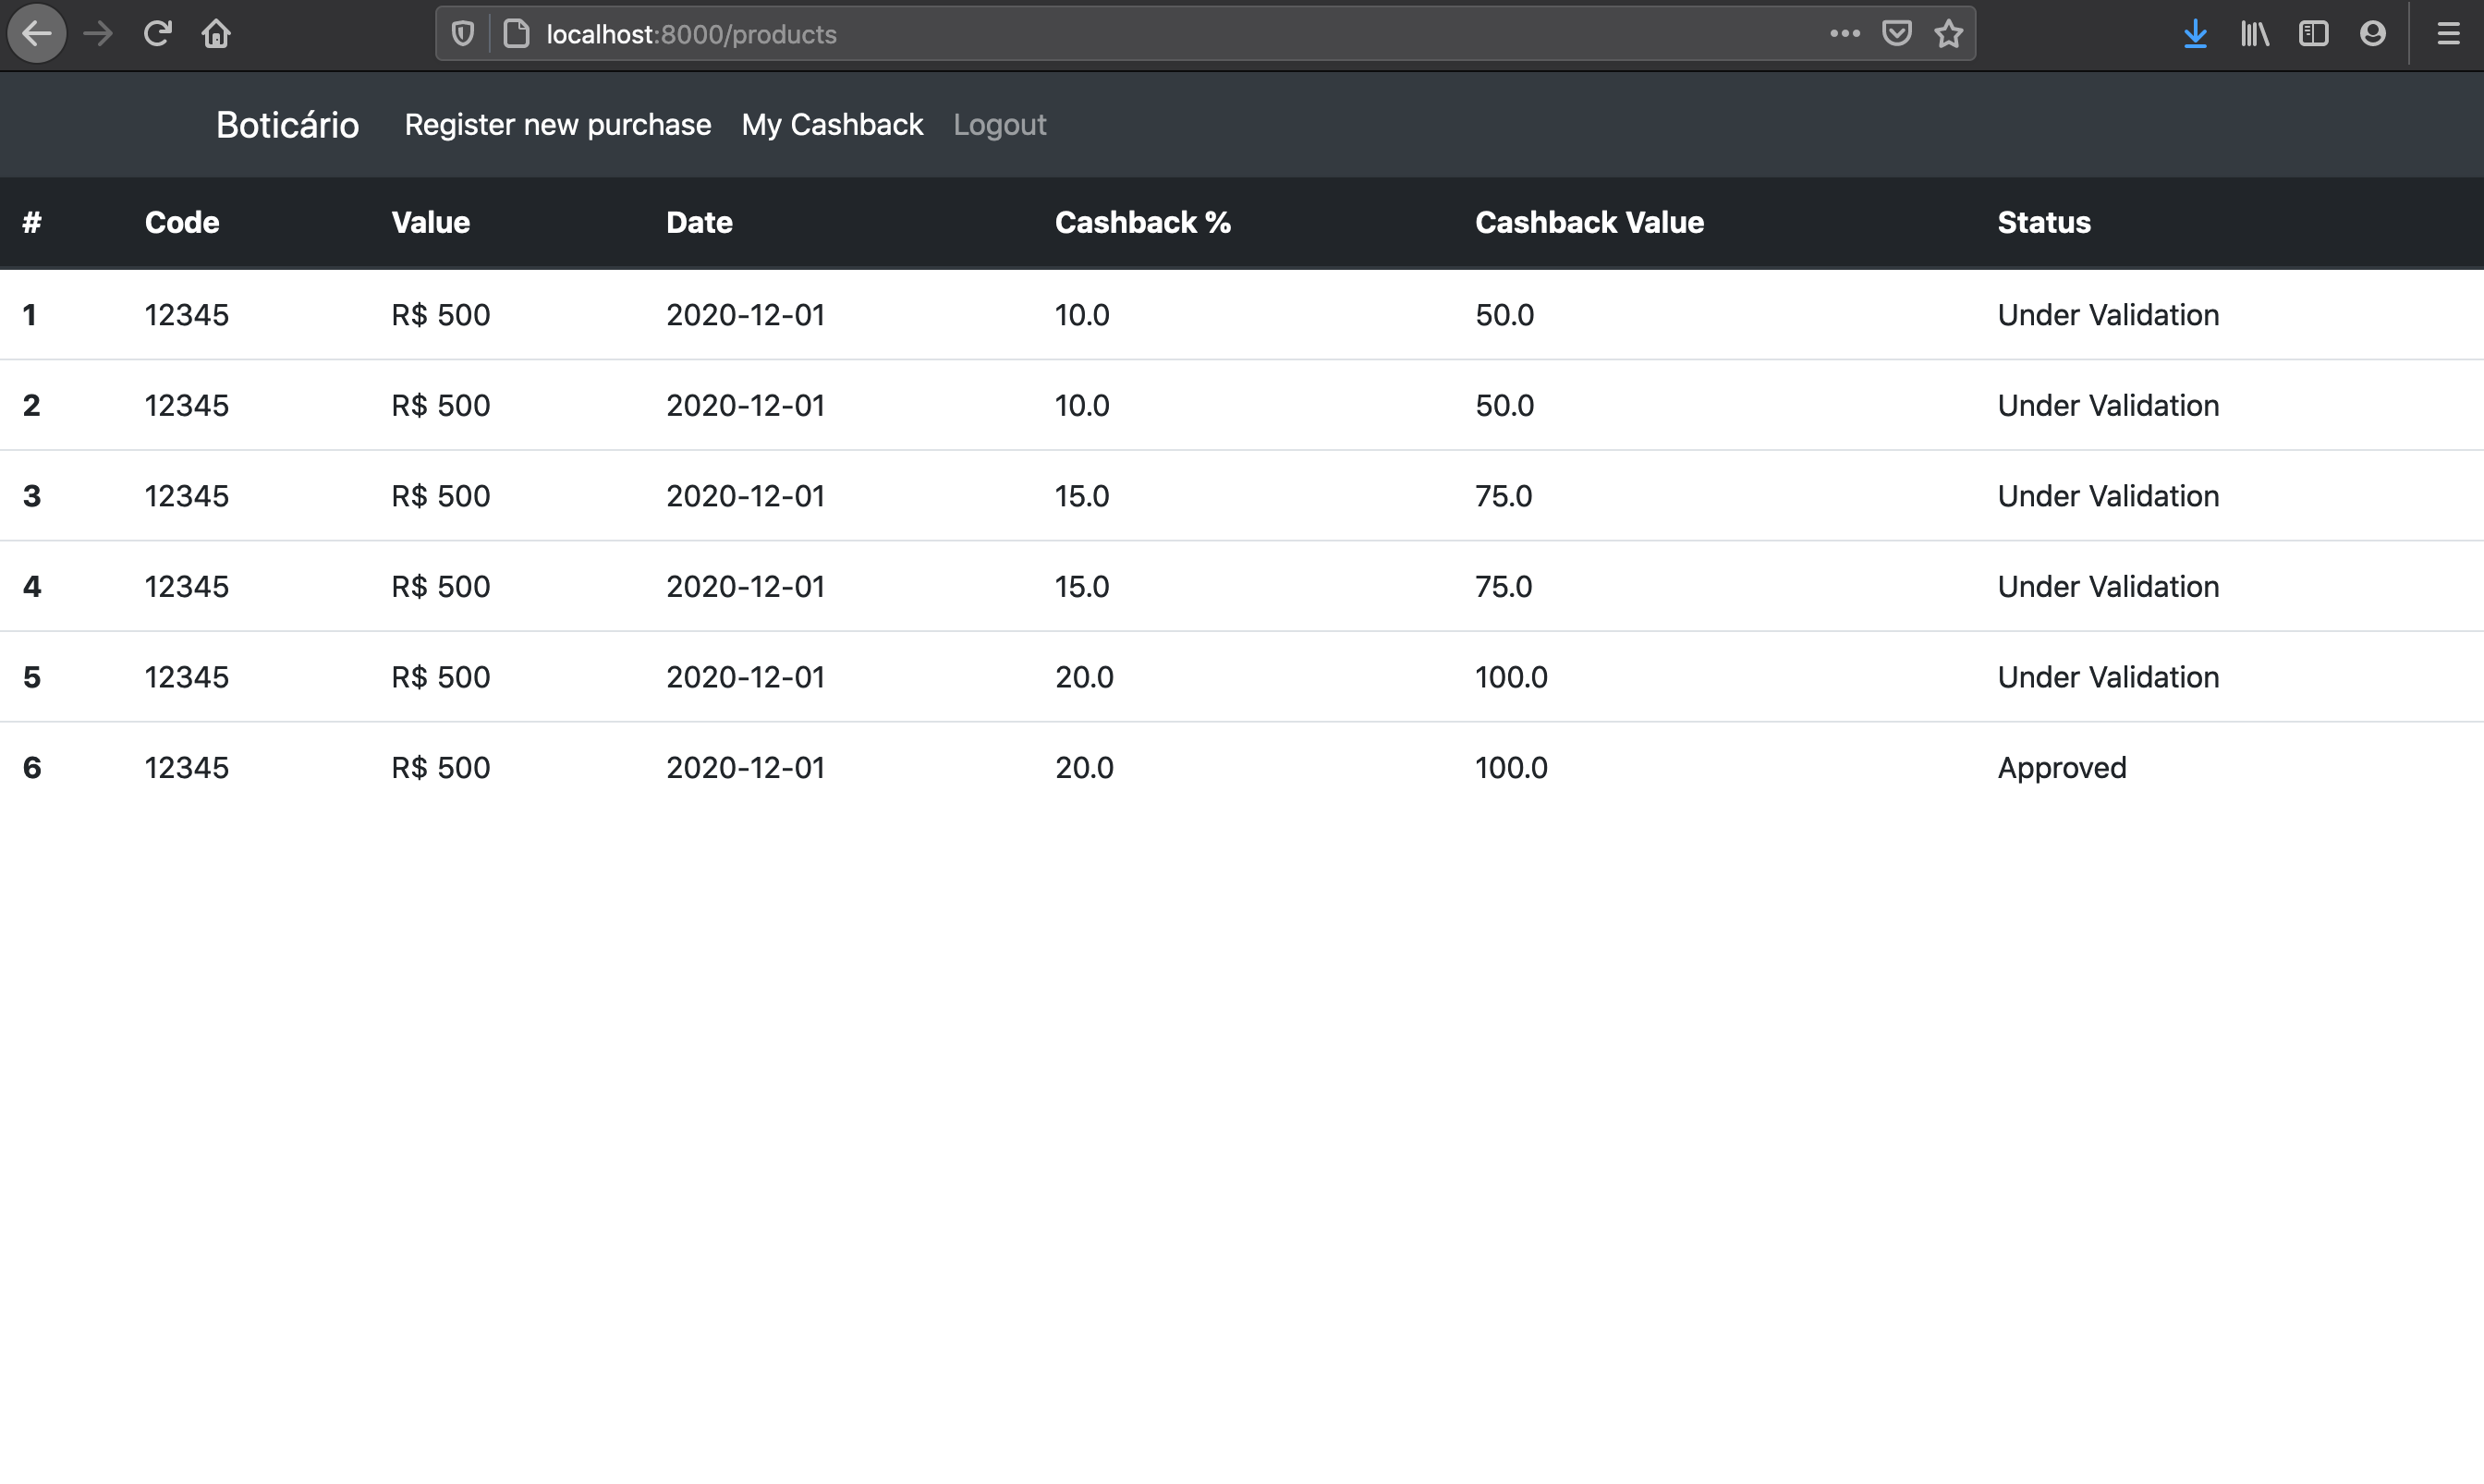 localhost:8000/products
Boticário Register new purchase My Cashback Logout
# Code Value Date Cashback % Cashback Value Status
1 12345 R$ 500 2020-12-01 10.0 50.0 Under Validation
2 12345 R$ 500 2020-12-01 10.0 50.0 Under Validation
3 12345 R$ 500 2020-12-01 15.0 75.0 Under Validation
4 12345 R$ 500 2020-12-01 15.0 75.0 Under Validation
5 12345 R$ 500 2020-12-01 20.0 100.0 Under Validation
6 12345 R$ 500 2020-12-01 20.0 100.0 Approved